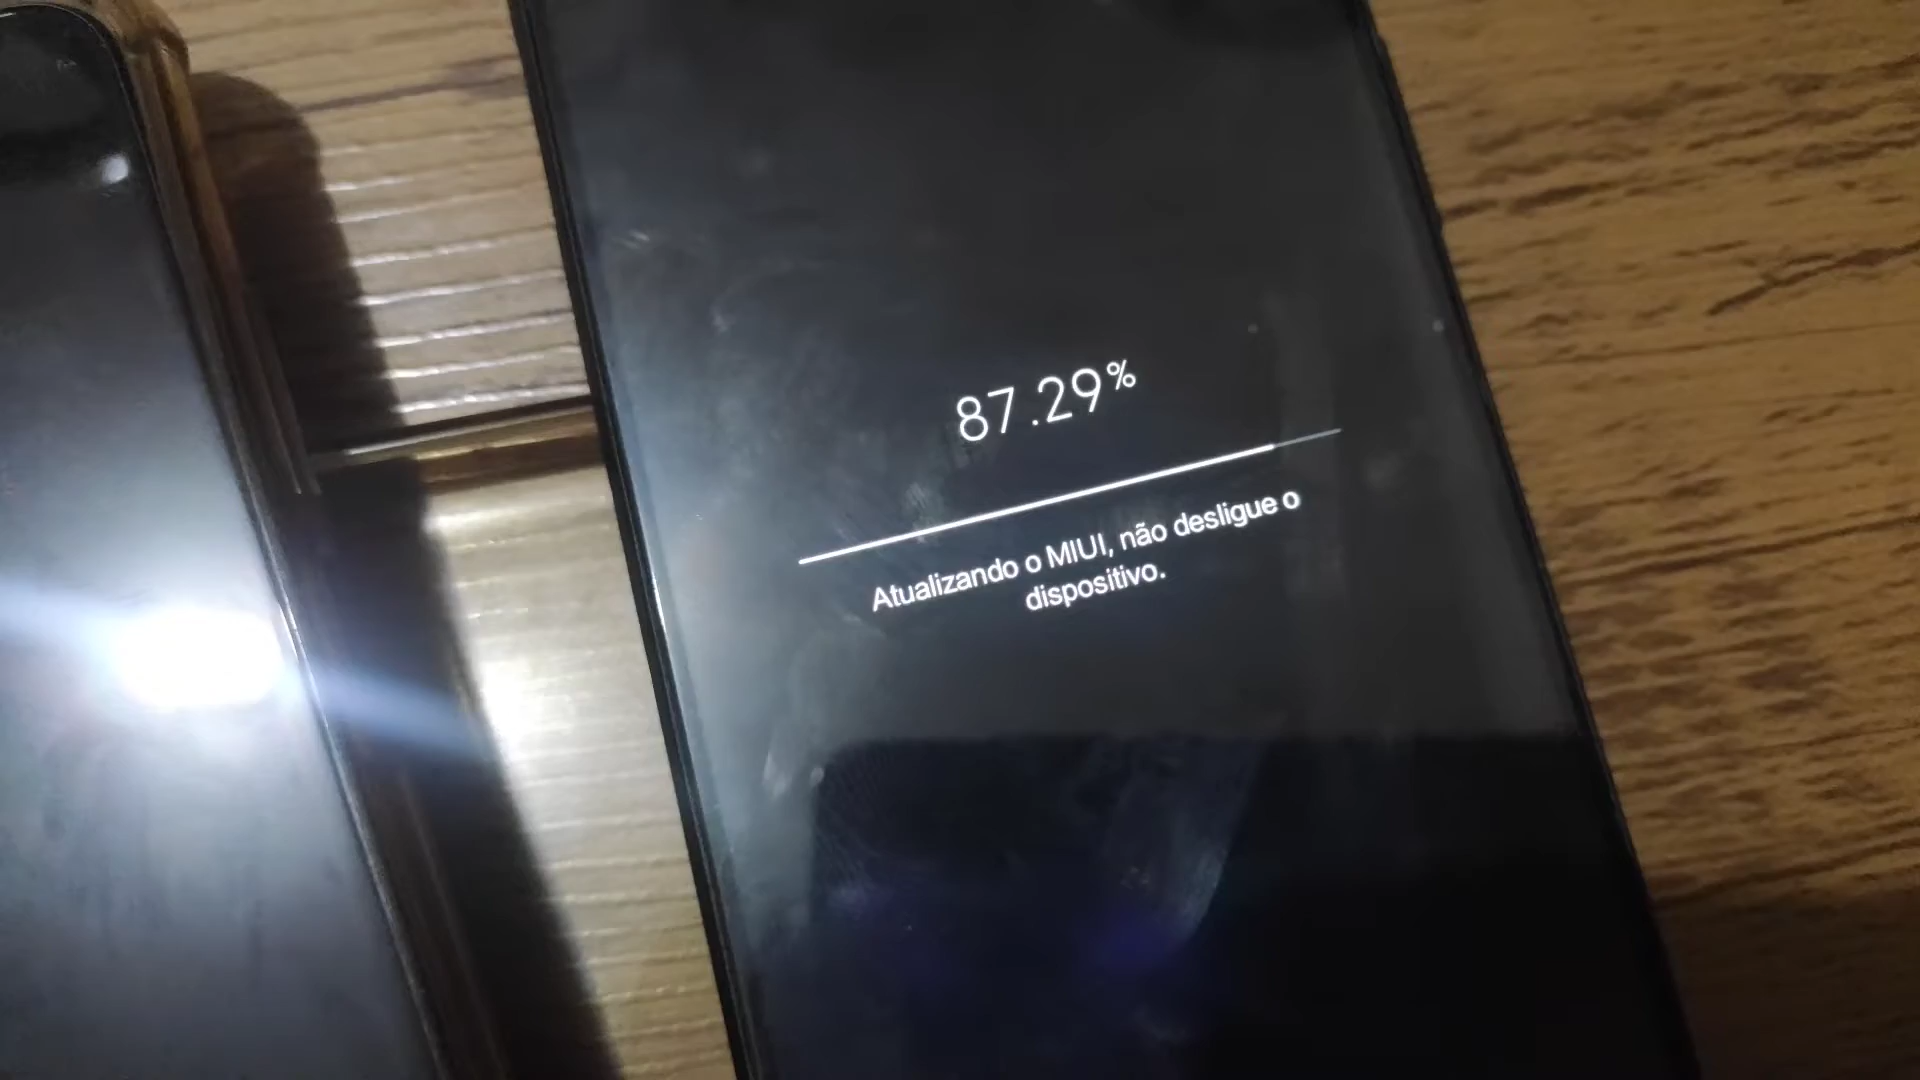 87.29%
Atualizando o MIUI, não desligue o
dispositivo.